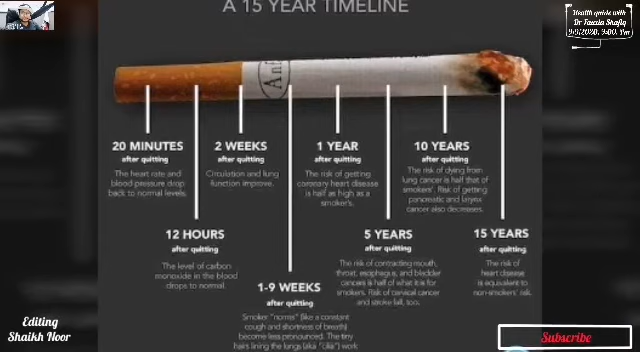 A 15 YEAR TIMELINE
Health guide with
Dr Fauzia Shafiq
20 MINUTES
after quitting
The heart rate and
blood pressure drop
back to normal levels.
2 WEEKS
after quitting
Circulation and lung
function improve.
1 YEAR
after quitting
The risk of getting
coronary heart disease
is half as high as a
smoker's.
10 YEARS
after quitting
The risk of dying from
lung cancer is half that of
smokers'. Risk of getting
pancreatic and larynx
cancer also decreases.
12 HOURS
after quitting
The level of carbon
monoxide in the blood
drops to normal.
1-9 WEEKS
after quitting
Smoker "norms" (like a constant
cough and shortness of breath)
become less pronounced. The tiny
hairs lining the lungs (aka "cilia") work
5 YEARS
after quitting
The risk of contracting mouth,
throat, esophagus, and bladder
cancers is half of what it is for
smokers. Risk of cervical cancer
and stroke fall, too.
15 YEARS
after quitting
The risk of
heart disease
is equivalent to
non-smokers' risk.
Editing
Shaikh Noor
Subscribe